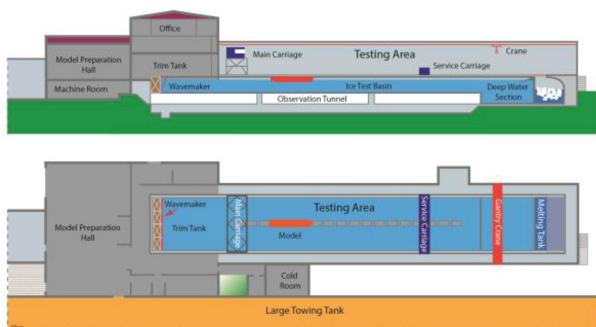 Office
Model Preparation
Hall
Trim Tank
Main Carriage
Testing Area
Crane
Service Carriage
Machine Room
Wavemaker
Ice Test Basin
Deep Water
Section
Observation Tunnel
Wavemaker
Model Preparation
Hall
Trim Tank
Main Carriage
Testing Area
Model
Service Carriage
Gantry Crane
Melting Tank
Cold
Room
Large Towing Tank